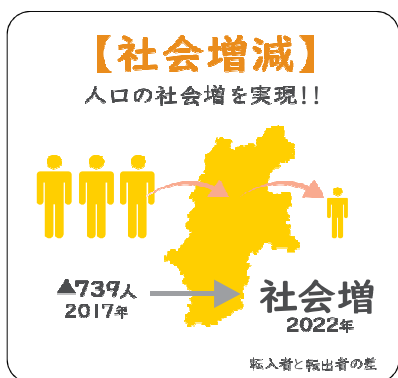 【社会増減】
人口の社会増を実現!!
▲739人
2017年
社会増
2022年
転入者と転出者の差